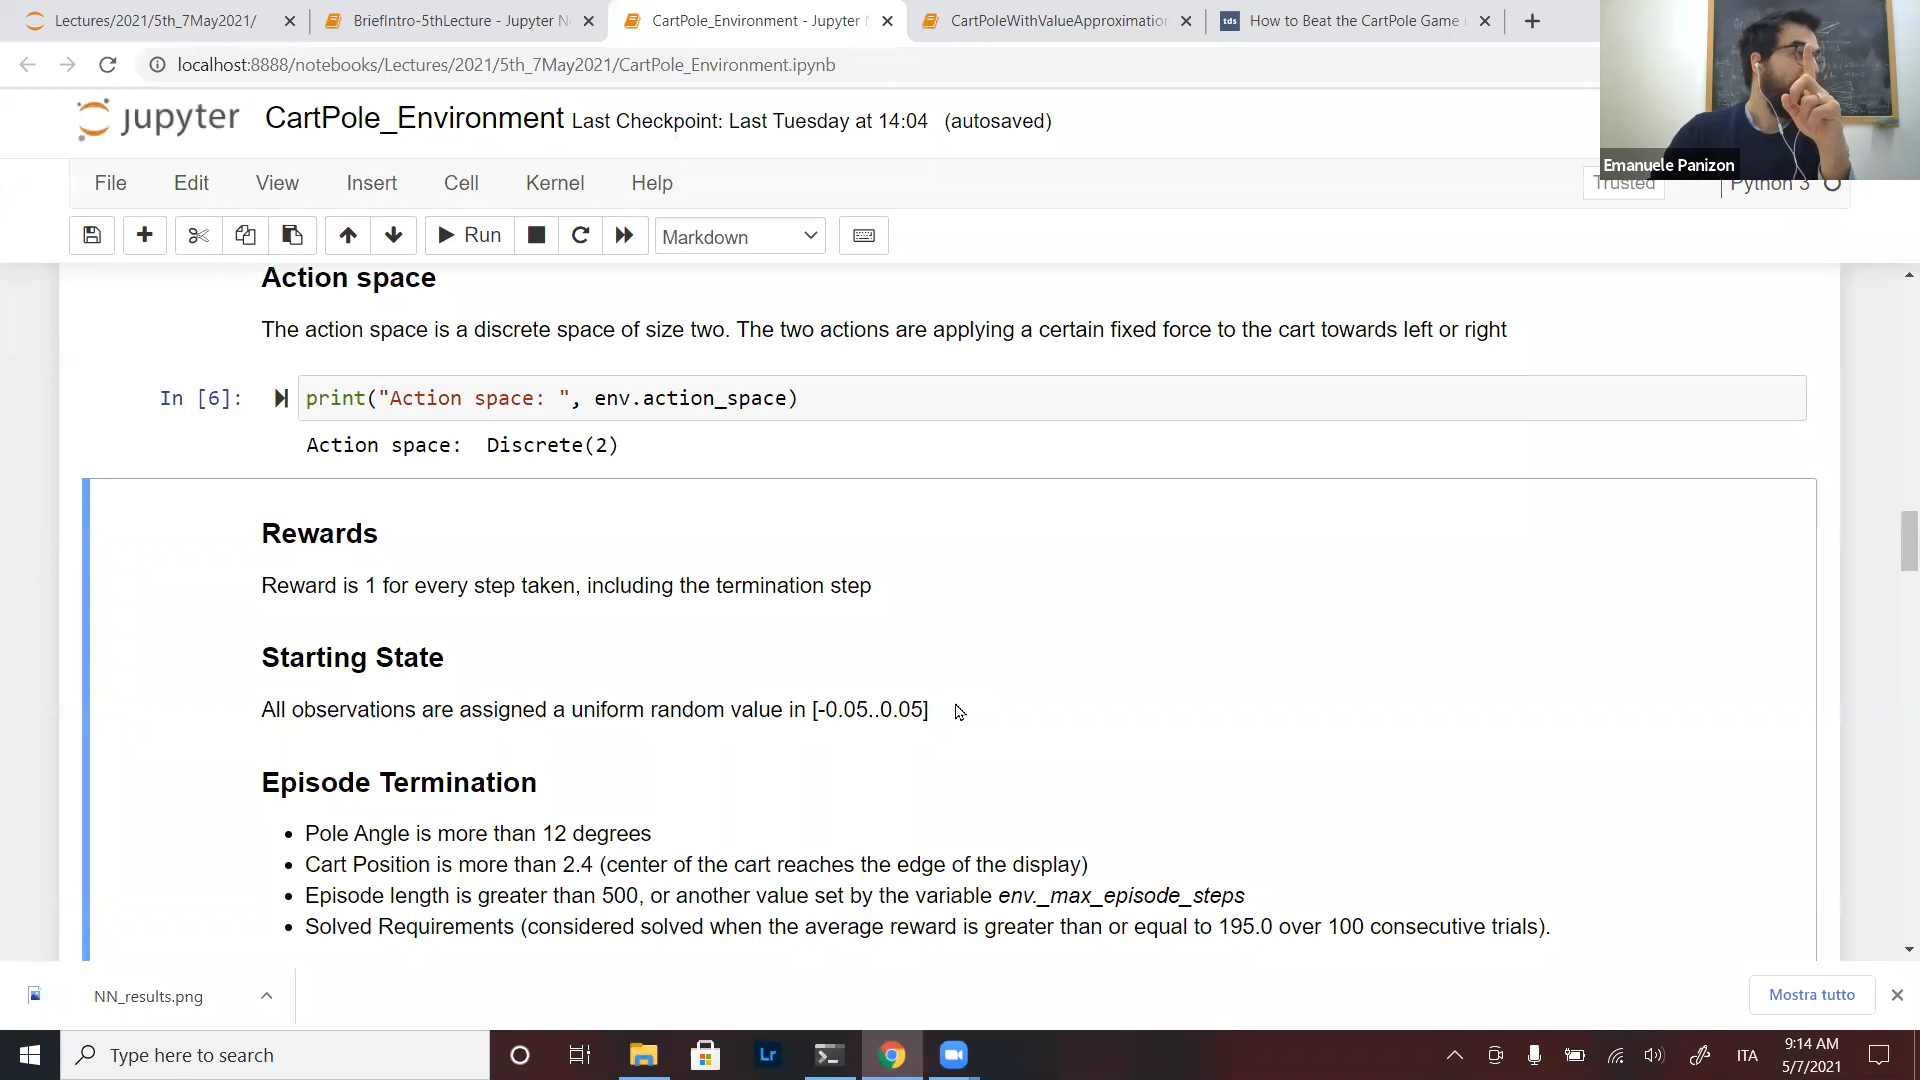 Lectures/2021/5th_7May2021/
BriefIntro-5thLecture - Jupyter N
CartPole_Environment - Jupyter
CartPoleWithValueApproximatio
tds
How to Beat the CartPole Game
localhost:8888/notebooks/Lectures/2021/5th_7May2021/CartPole_Environment.ipynb
jupyter
CartPole_Environment Last Checkpoint: Last Tuesday at 14:04 (autosaved)
Emanuele Panizon
File Edit View Insert Cell Kernel Help
Trusted
Python 3
Run
Markdown
Action space
The action space is a discrete space of size two. The two actions are applying a certain fixed force to the cart towards left or right
In [6]:
print("Action space: ", env.action_space)
Action space:  Discrete(2)
Rewards
Reward is 1 for every step taken, including the termination step
Starting State
All observations are assigned a uniform random value in [-0.05..0.05]
Episode Termination
• Pole Angle is more than 12 degrees
• Cart Position is more than 2.4 (center of the cart reaches the edge of the display)
• Episode length is greater than 500, or another value set by the variable env._max_episode_steps
• Solved Requirements (considered solved when the average reward is greater than or equal to 195.0 over 100 consecutive trials).
NN_results.png
Mostra tutto
Type here to search
Lr
ITA
9:14 AM
5/7/2021